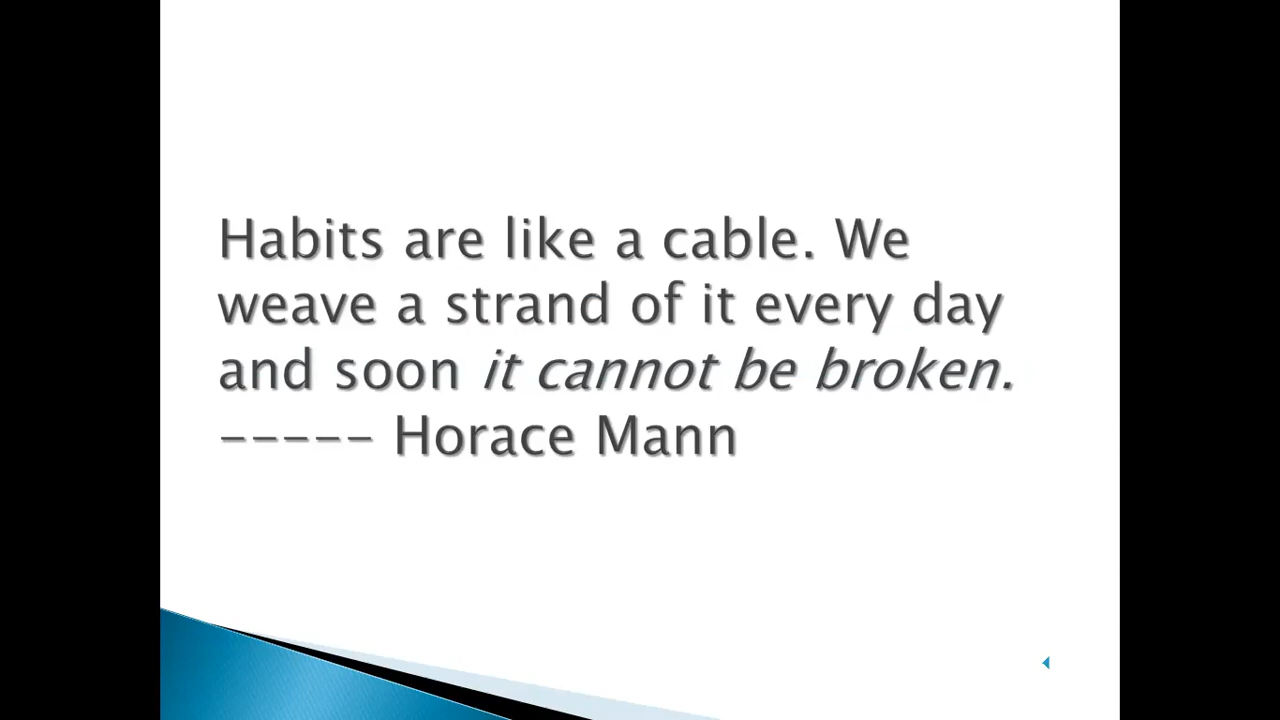 Habits are like a cable. We
weave a strand of it every day
and soon it cannot be broken.
----- Horace Mann